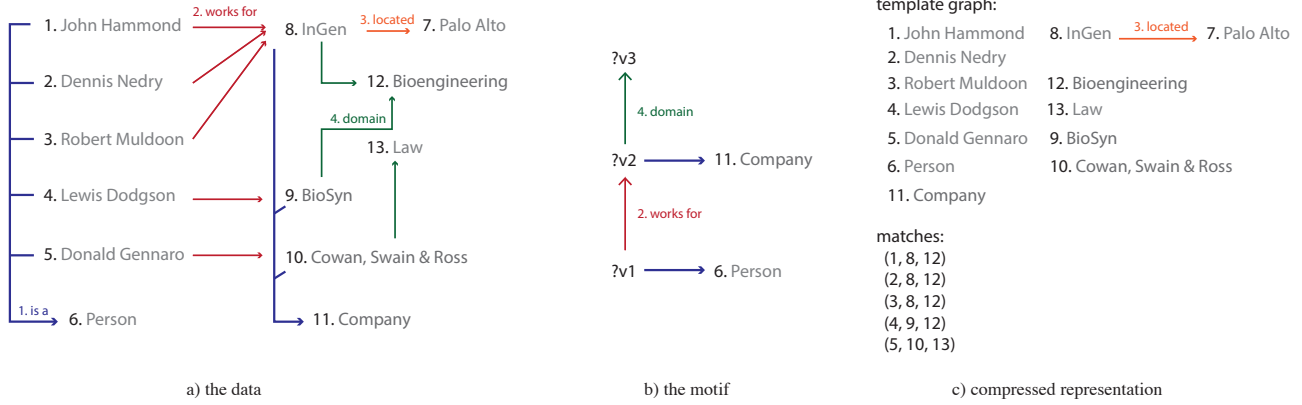 1. John Hammond
2. works for
8. InGen
3. located
7. Palo Alto
2. Dennis Nedry
12. Bioengineering
3. Robert Muldoon
4. domain
13. Law
4. Lewis Dodgson
9. BioSyn
5. Donald Gennaro
10. Cowan, Swain & Ross
1. is a
6. Person
11. Company
a) the data
?v3
4. domain
?v2
11. Company
2. works for
?v1
6. Person
b) the motif
template graph:
1. John Hammond
8. InGen
3. located
7. Palo Alto
2. Dennis Nedry
3. Robert Muldoon
12. Bioengineering
4. Lewis Dodgson
13. Law
5. Donald Gennaro
9. BioSyn
6. Person
10. Cowan, Swain & Ross
11. Company
matches:
(1, 8, 12)
(2, 8, 12)
(3, 8, 12)
(4, 9, 12)
(5, 10, 13)
c) compressed representation